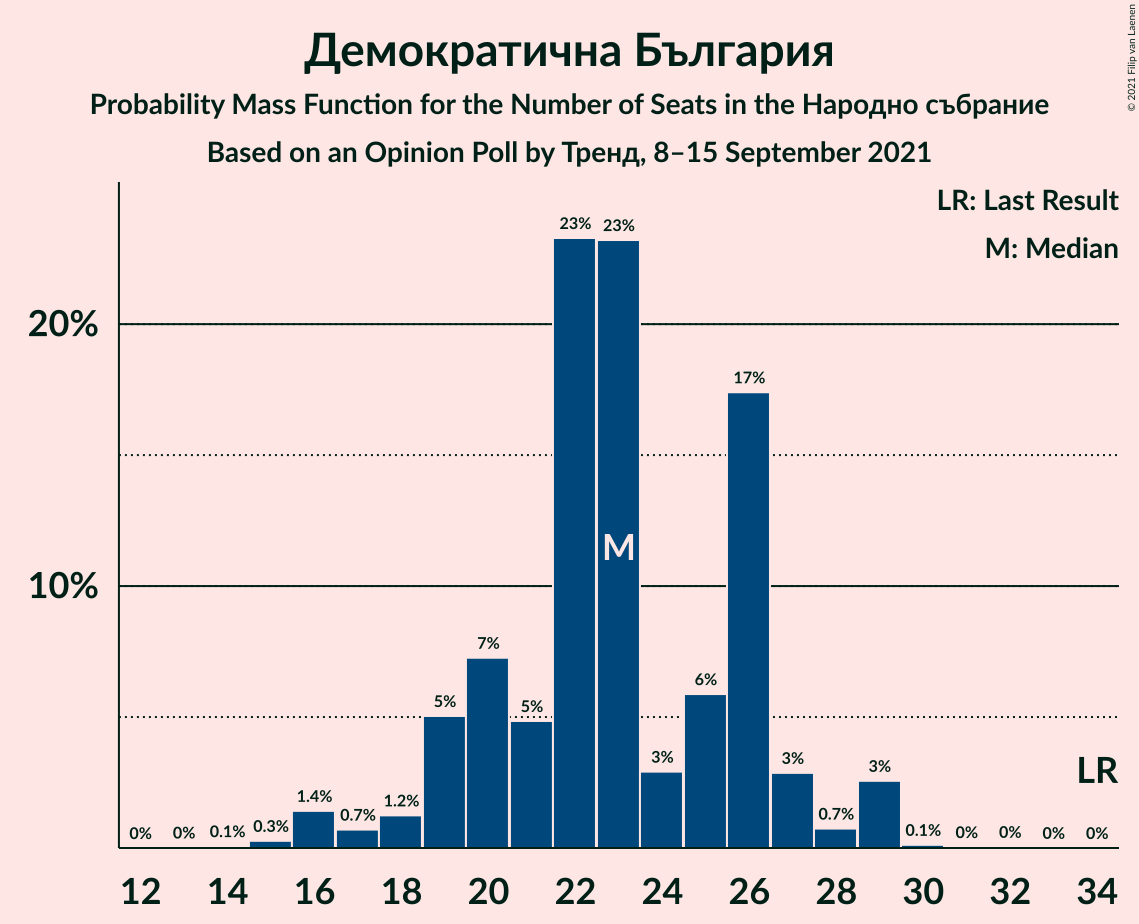 Демократична България
Probability Mass Function for the Number of Seats in the Народно събрание
Based on an Opinion Poll by Тренд, 8–15 September 2021
© 2021 Filip van Laenen
LR: Last Result
M: Median
20%
10%
0%
0%
0.1%
0.3%
1.4%
0.7%
1.2%
5%
7%
5%
23%
23%
3%
6%
17%
3%
0.7%
3%
0.1%
0%
0%
0%
0%
M
LR
12 14 16 18 20 22 24 26 28 30 32 34